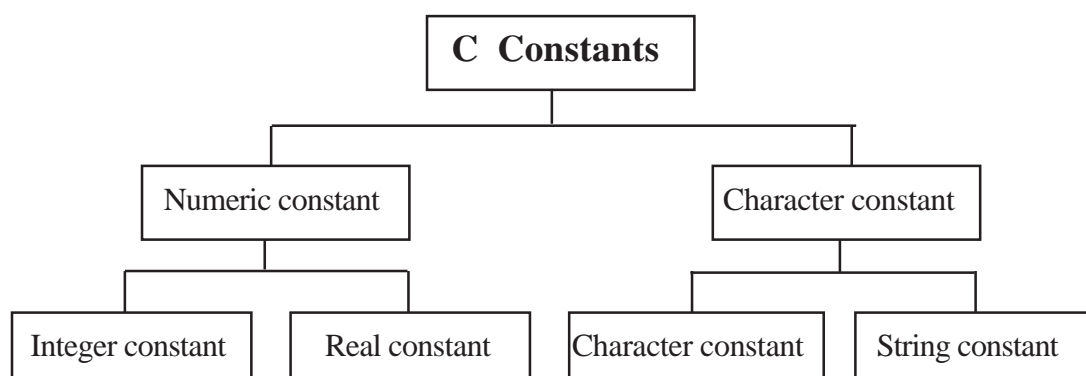 C Constants
Numeric constant
Character constant
Integer constant
Real constant
Character constant
String constant